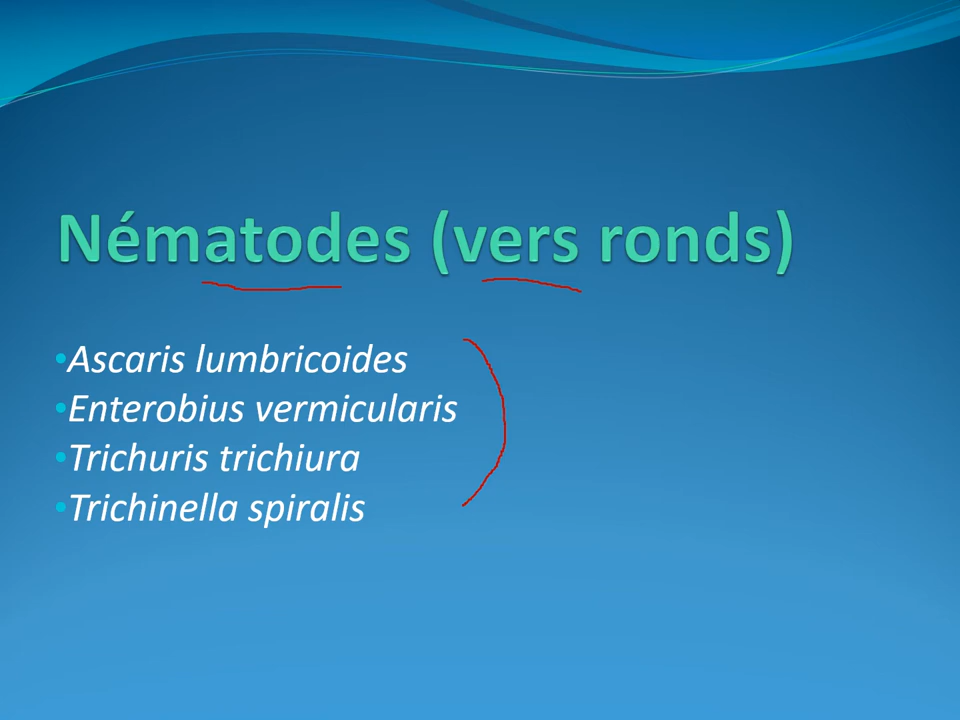 Nématodes (vers ronds)
•Ascaris lumbricoides
•Enterobius vermicularis
•Trichuris trichiura
•Trichinella spiralis